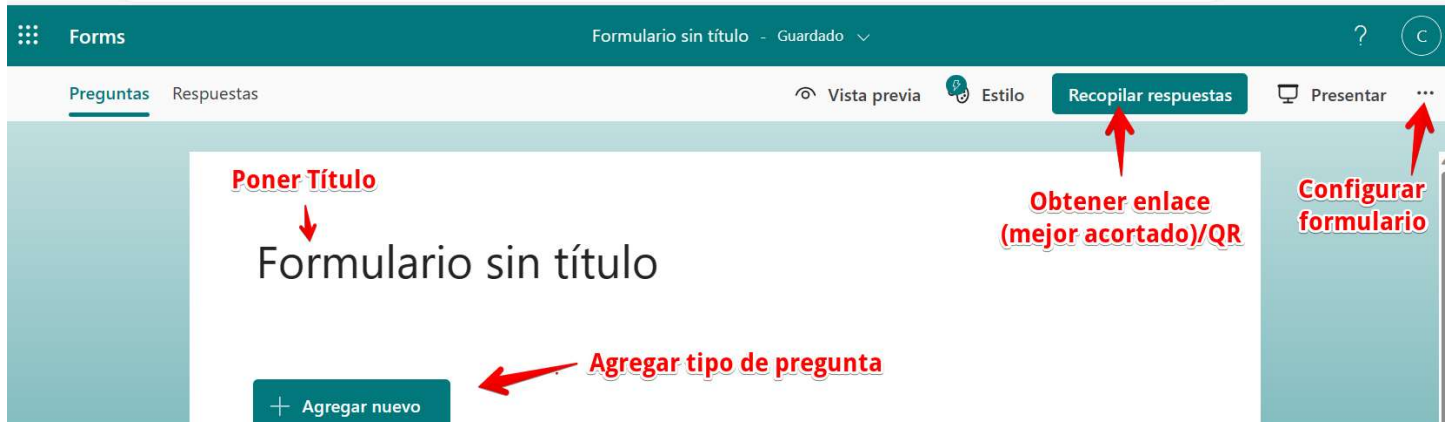 Forms
Formulario sin título - Guardado
?
C
Preguntas Respuestas
Vista previa Estilo Recopilar respuestas Presentar ...
Poner Título
Obtener enlace
(mejor acortado)/QR
Configurar
formulario
Formulario sin título
Agregar tipo de pregunta
+ Agregar nuevo